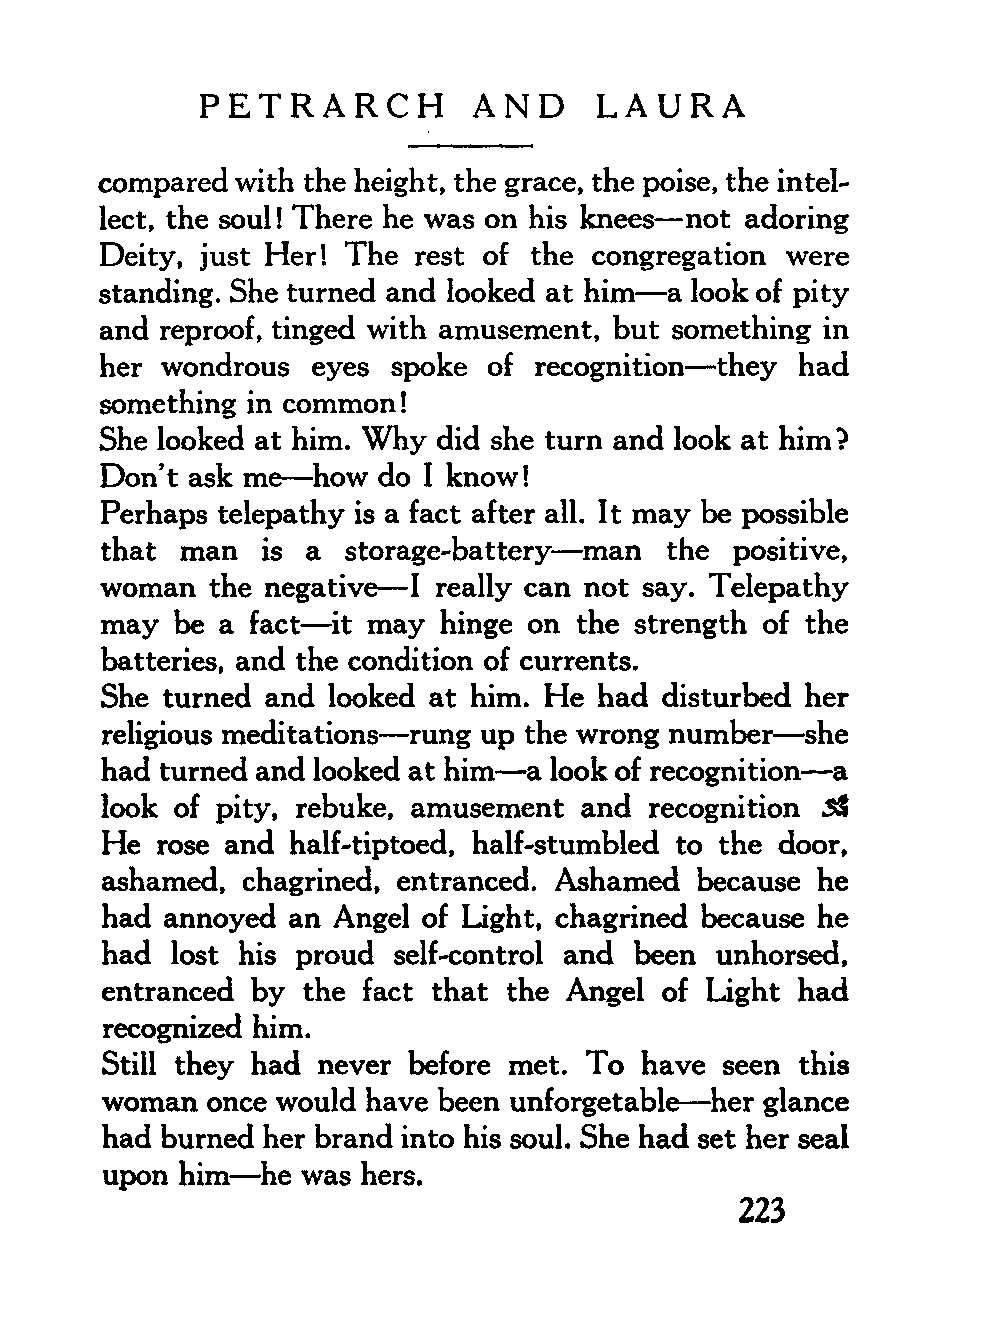 PETRARCH AND LAURA
compared with the height, the grace, the poise, the intel-
lect, the soul! There he was on his knees—not adoring
Deity, just Her! The rest of the congregation were
standing. She turned and looked at him—a look of pity
and reproof, tinged with amusement, but something in
her wondrous eyes spoke of recognition—they had
something in common!
She looked at him. Why did she turn and look at him?
Don't ask me—how do I know!
Perhaps telepathy is a fact after all. It may be possible
that man is a storage-battery—man the positive,
woman the negative—I really can not say. Telepathy
may be a fact—it may hinge on the strength of the
batteries, and the condition of currents.
She turned and looked at him. He had disturbed her
religious meditations—rung up the wrong number—she
had turned and looked at him—a look of recognition—a
look of pity, rebuke, amusement and recognition
He rose and half-tiptoed, half-stumbled to the door,
ashamed, chagrined, entranced. Ashamed because he
had annoyed an Angel of Light, chagrined because he
had lost his proud self-control and been unhorsed,
entranced by the fact that the Angel of Light had
recognized him.
Still they had never before met. To have seen this
woman once would have been unforgetable—her glance
had burned her brand into his soul. She had set her seal
upon him—he was hers.
223